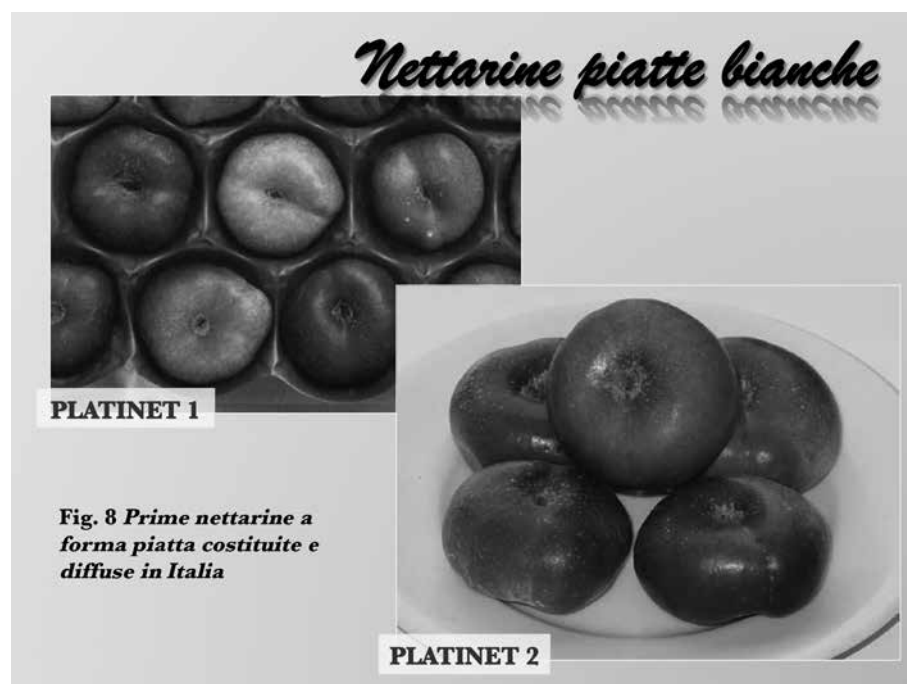 Nettarine piatte bianche
PLATINET 1
Fig. 8 Prime nettarine a
forma piatta costituite e
diffuse in Italia
PLATINET 2